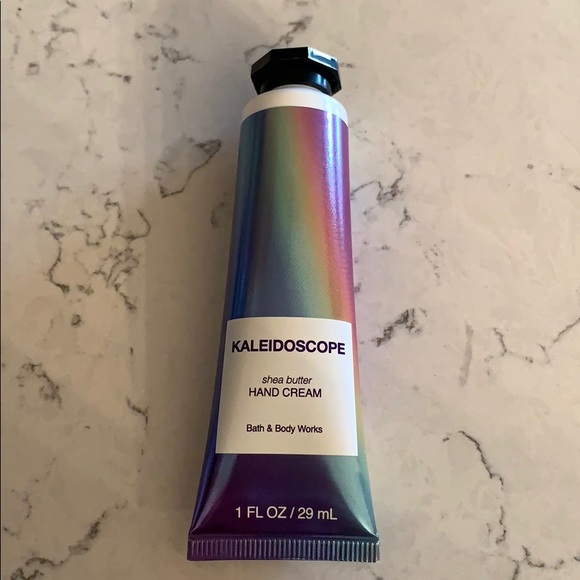 KALEIDOSCOPE
shea butter
HAND CREAM
Bath & Body Works
1 FL OZ / 29 mL